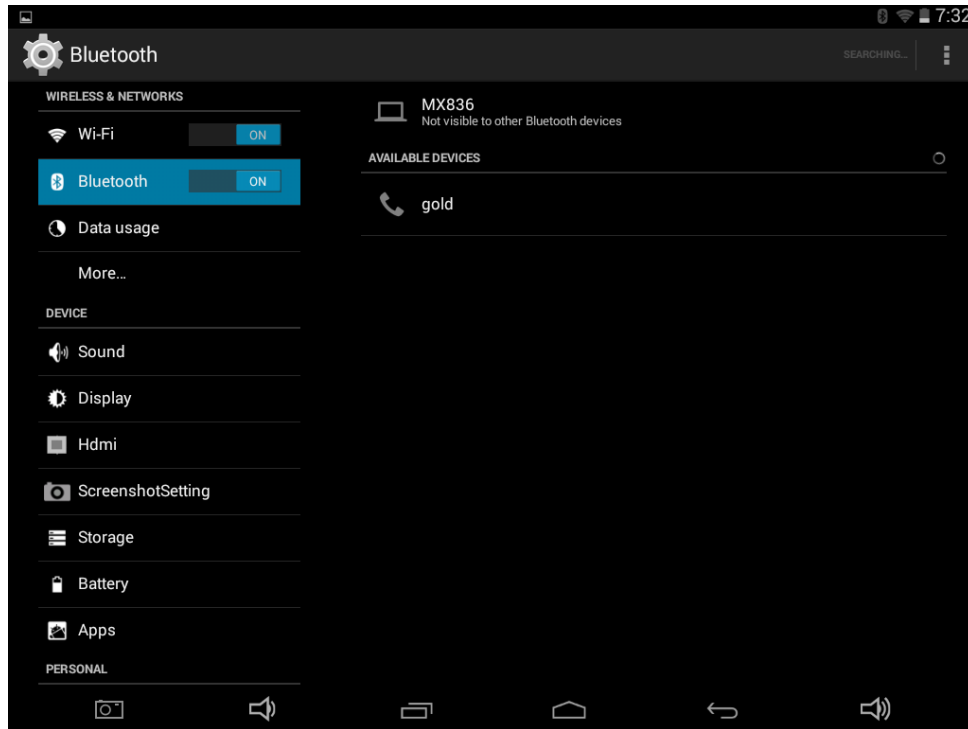 7:32
Bluetooth
SEARCHING...
WIRELESS & NETWORKS
Wi-Fi ON
Bluetooth ON
Data usage
More...
DEVICE
Sound
Display
Hdmi
ScreenshotSetting
Storage
Battery
Apps
PERSONAL
MX836
Not visible to other Bluetooth devices
AVAILABLE DEVICES
gold